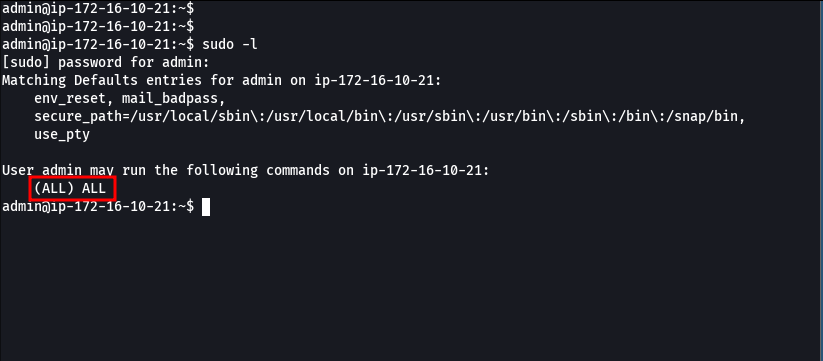 admin@ip-172-16-10-21:~$
admin@ip-172-16-10-21:~$
admin@ip-172-16-10-21:~$ sudo -l
[sudo] password for admin:
Matching Defaults entries for admin on ip-172-16-10-21:
    env_reset, mail_badpass,
    secure_path=/usr/local/sbin\:/usr/local/bin\:/usr/sbin\:/usr/bin\:/sbin\:/bin\:/snap/bin,
    use_pty

User admin may run the following commands on ip-172-16-10-21:
    (ALL) ALL
admin@ip-172-16-10-21:~$